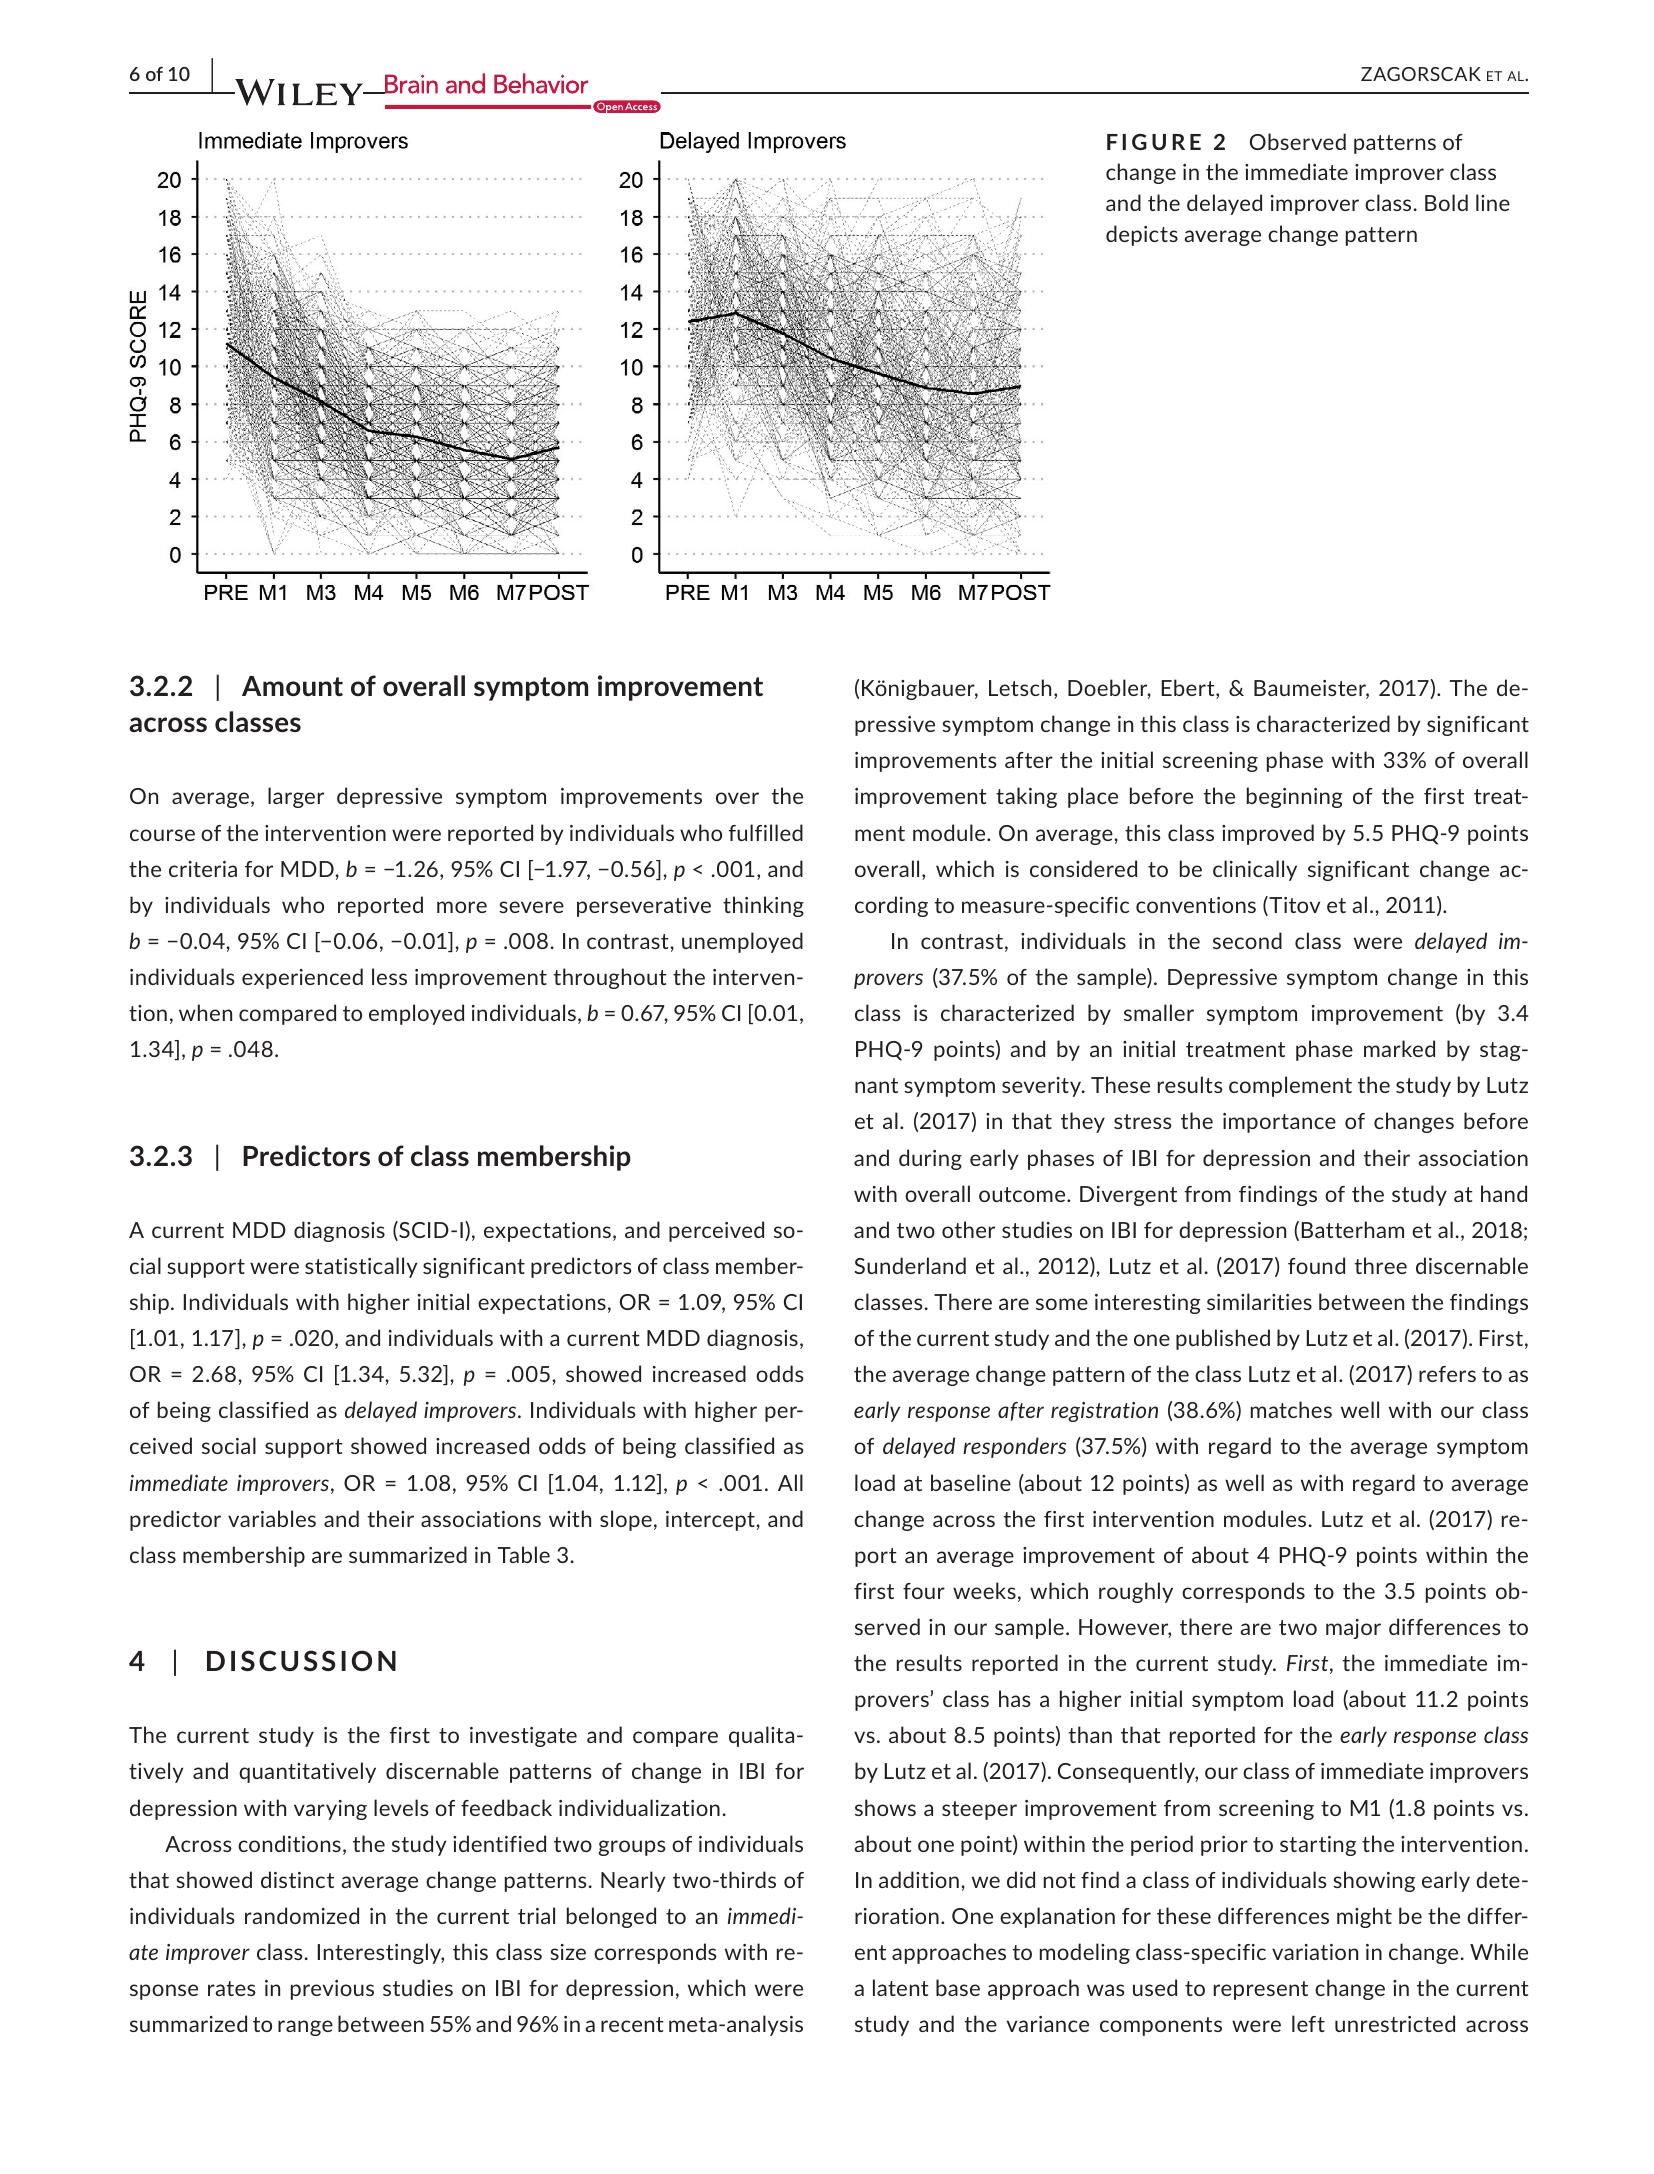 6 of 10
WILEY
Brain and Behavior
Open Access
ZAGORSCAK ET AL.
Immediate Improvers
PHQ-9 SCORE
20
18
16
14
12
10
8
6
4
2
0
PRE M1 M3 M4 M5 M6 M7 POST
Delayed Improvers
20
18
16
14
12
10
8
6
4
2
0
PRE M1 M3 M4 M5 M6 M7 POST
FIGURE 2 Observed patterns of
change in the immediate improver class
and the delayed improver class. Bold line
depicts average change pattern
3.2.2 | Amount of overall symptom improvement
across classes
On average, larger depressive symptom improvements over the
course of the intervention were reported by individuals who fulfilled
the criteria for MDD, b = −1.26, 95% CI [−1.97, −0.56], p < .001, and
by individuals who reported more severe perseverative thinking
b = −0.04, 95% CI [−0.06, −0.01], p = .008. In contrast, unemployed
individuals experienced less improvement throughout the interven-
tion, when compared to employed individuals, b = 0.67, 95% CI [0.01,
1.34], p = .048.
3.2.3 | Predictors of class membership
A current MDD diagnosis (SCID-I), expectations, and perceived so-
cial support were statistically significant predictors of class member-
ship. Individuals with higher initial expectations, OR = 1.09, 95% CI
[1.01, 1.17], p = .020, and individuals with a current MDD diagnosis,
OR = 2.68, 95% CI [1.34, 5.32], p = .005, showed increased odds
of being classified as delayed improvers. Individuals with higher per-
ceived social support showed increased odds of being classified as
immediate improvers, OR = 1.08, 95% CI [1.04, 1.12], p < .001. All
predictor variables and their associations with slope, intercept, and
class membership are summarized in Table 3.
4 | DISCUSSION
The current study is the first to investigate and compare qualita-
tively and quantitatively discernable patterns of change in IBI for
depression with varying levels of feedback individualization.
Across conditions, the study identified two groups of individuals
that showed distinct average change patterns. Nearly two-thirds of
individuals randomized in the current trial belonged to an immedi-
ate improver class. Interestingly, this class size corresponds with re-
sponse rates in previous studies on IBI for depression, which were
summarized to range between 55% and 96% in a recent meta-analysis
(Königbauer, Letsch, Doebler, Ebert, & Baumeister, 2017). The de-
pressive symptom change in this class is characterized by significant
improvements after the initial screening phase with 33% of overall
improvement taking place before the beginning of the first treat-
ment module. On average, this class improved by 5.5 PHQ-9 points
overall, which is considered to be clinically significant change ac-
cording to measure-specific conventions (Titov et al., 2011).
In contrast, individuals in the second class were delayed im-
provers (37.5% of the sample). Depressive symptom change in this
class is characterized by smaller symptom improvement (by 3.4
PHQ-9 points) and by an initial treatment phase marked by stag-
nant symptom severity. These results complement the study by Lutz
et al. (2017) in that they stress the importance of changes before
and during early phases of IBI for depression and their association
with overall outcome. Divergent from findings of the study at hand
and two other studies on IBI for depression (Batterham et al., 2018;
Sunderland et al., 2012), Lutz et al. (2017) found three discernable
classes. There are some interesting similarities between the findings
of the current study and the one published by Lutz et al. (2017). First,
the average change pattern of the class Lutz et al. (2017) refers to as
early response after registration (38.6%) matches well with our class
of delayed responders (37.5%) with regard to the average symptom
load at baseline (about 12 points) as well as with regard to average
change across the first intervention modules. Lutz et al. (2017) re-
port an average improvement of about 4 PHQ-9 points within the
first four weeks, which roughly corresponds to the 3.5 points ob-
served in our sample. However, there are two major differences to
the results reported in the current study. First, the immediate im-
provers’ class has a higher initial symptom load (about 11.2 points
vs. about 8.5 points) than that reported for the early response class
by Lutz et al. (2017). Consequently, our class of immediate improvers
shows a steeper improvement from screening to M1 (1.8 points vs.
about one point) within the period prior to starting the intervention.
In addition, we did not find a class of individuals showing early dete-
rioration. One explanation for these differences might be the differ-
ent approaches to modeling class-specific variation in change. While
a latent base approach was used to represent change in the current
study and the variance components were left unrestricted across